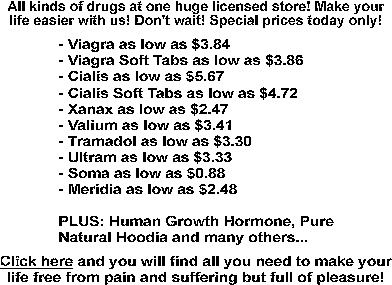 All kinds of drugs at one huge licensed store! Make your
life easier with us! Don't wait! Special prices today only!
- Viagra as low as $3.84
- Viagra Soft Tabs as low as $3.86
- Cialis as low as $5.67
- Cialis Soft Tabs as low as $4.72
- Xanax as low as $2.47
- Valium as low as $3.41
- Tramadol as low as $3.30
- Ultram as low as $3.33
- Soma as low as $0.88
- Meridia as low as $2.48
PLUS: Human Growth Hormone, Pure
Natural Hoodia and many others...
Click here and you will find all you need to make your
life free from pain and suffering but full of pleasure!